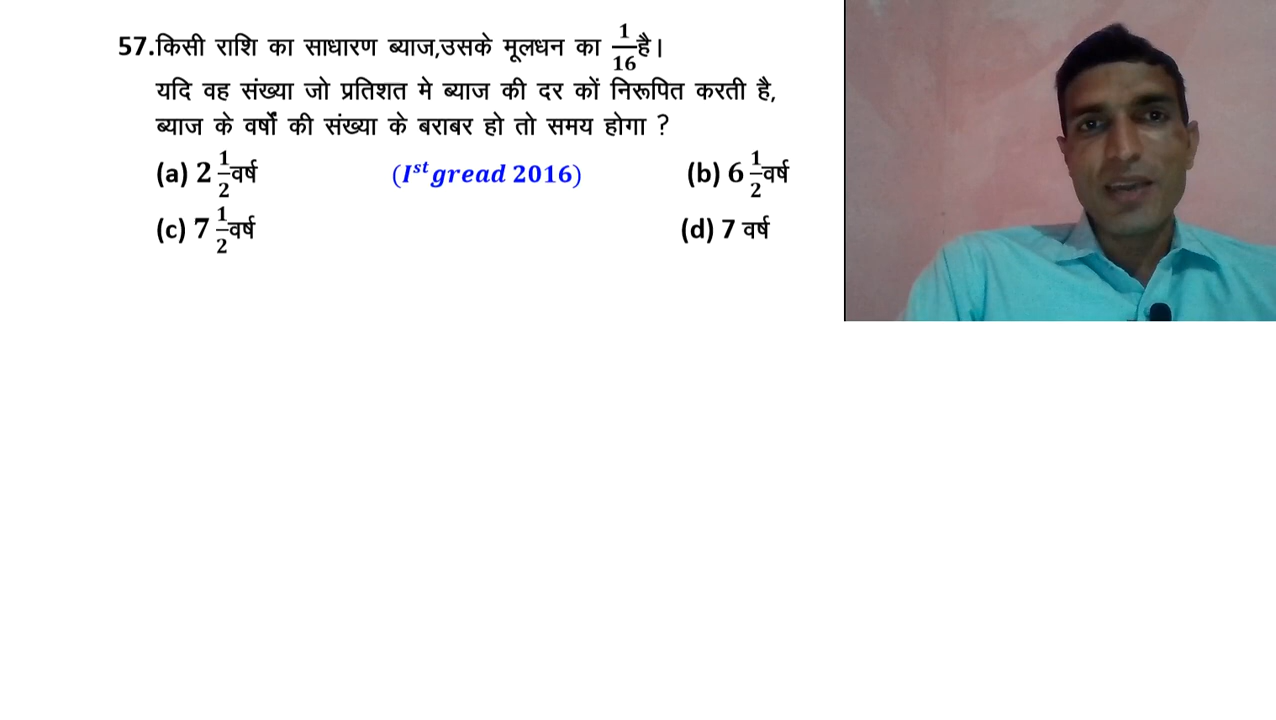 57.किसी राशि का साधारण ब्याज,उसके मूलधन का 1/16 है।
यदि वह संख्या जो प्रतिशत मे ब्याज की दर कों निरूपित करती है,
ब्याज के वर्षों की संख्या के बराबर हो तो समय होगा ?
(a) 2 1/2 वर्ष (Iˢᵗ gread 2016) (b) 6 1/2 वर्ष
(c) 7 1/2 वर्ष (d) 7 वर्ष